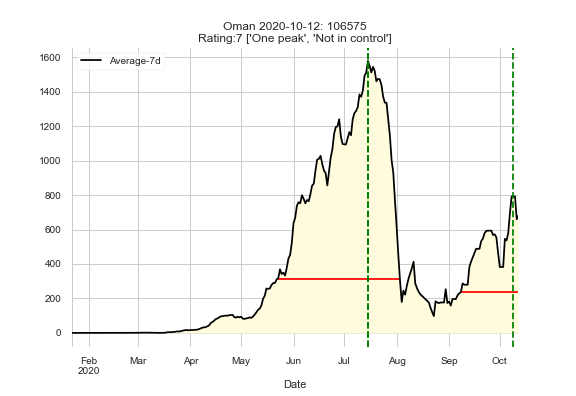 Oman 2020-10-12: 106575
Rating:7 ['One peak', 'Not in control']
Average-7d
1600
1400
1200
1000
800
600
400
200
0
Feb Mar Apr May Jun Jul Aug Sep Oct
2020
Date